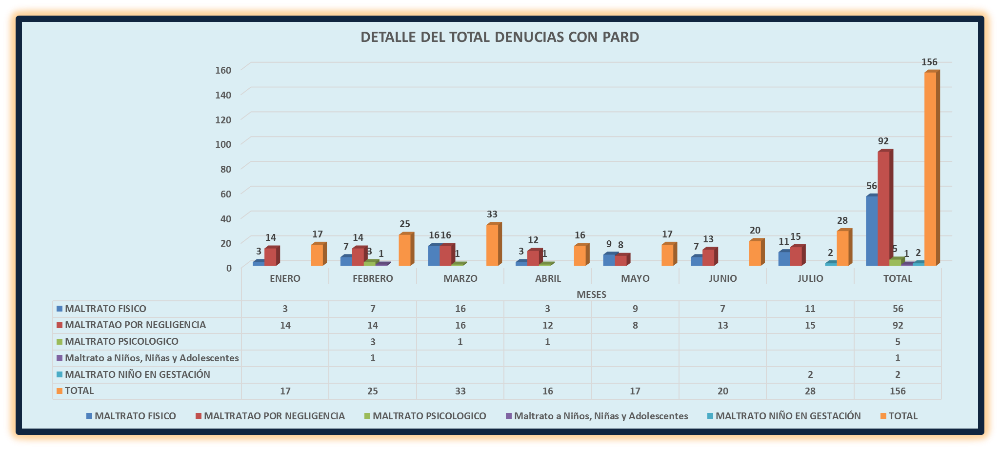 DETALLE DEL TOTAL DENUCIAS CON PARD
160
140
120
100
80
60
40
20
0
3 14 17
7 14 3 1 25
16 16 1 33
3 12 1 16
9 8 17
7 13 20
11 15 2 28
56 92 5 1 2 156
ENERO FEBRERO MARZO ABRIL MAYO JUNIO JULIO TOTAL
MESES
MALTRATO FISICO 3 7 16 3 9 7 11 56
MALTRATAO POR NEGLIGENCIA 14 14 16 12 8 13 15 92
MALTRATO PSICOLOGICO 3 1 1 5
Maltrato a Niños, Niñas y Adolescentes 1 1
MALTRATO NIÑO EN GESTACIÓN 2 2
TOTAL 17 25 33 16 17 20 28 156
MALTRATO FISICO MALTRATAO POR NEGLIGENCIA MALTRATO PSICOLOGICO Maltrato a Niños, Niñas y Adolescentes MALTRATO NIÑO EN GESTACIÓN TOTAL